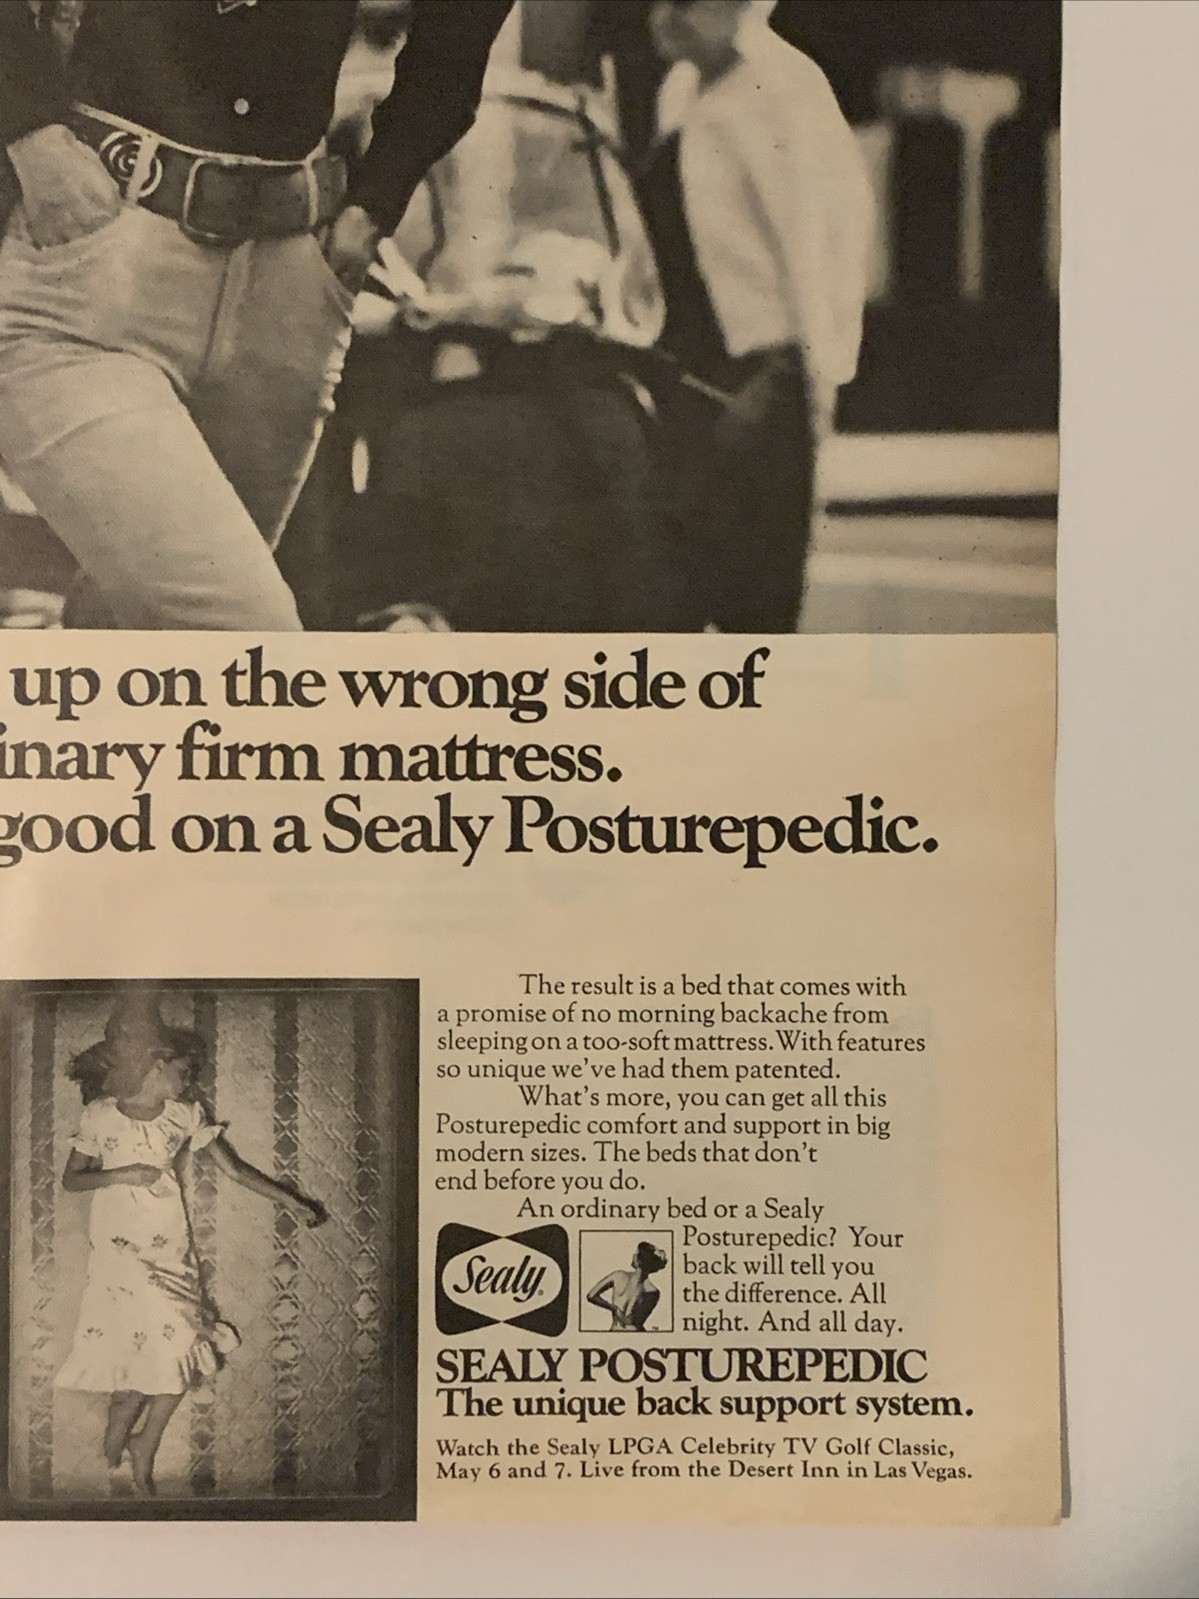 up on the wrong side of
inary firm mattress.
good on a Sealy Posturepedic.
The result is a bed that comes with
a promise of no morning backache from
sleeping on a too-soft mattress. With features
so unique we've had them patented.
What's more, you can get all this
Posturepedic comfort and support in big
modern sizes. The beds that don't
end before you do.
An ordinary bed or a Sealy
Posturepedic? Your
back will tell you
the difference. All
night. And all day.
Sealy
SEALY POSTUREPEDIC
The unique back support system.
Watch the Sealy LPGA Celebrity TV Golf Classic,
May 6 and 7. Live from the Desert Inn in Las Vegas.